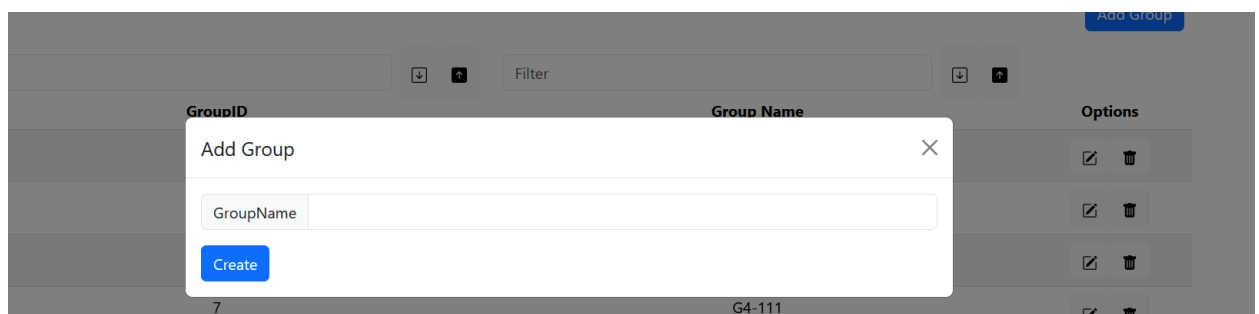 Add Group
Filter
GroupID Group Name Options
Add Group
GroupName
Create
7 G4-111